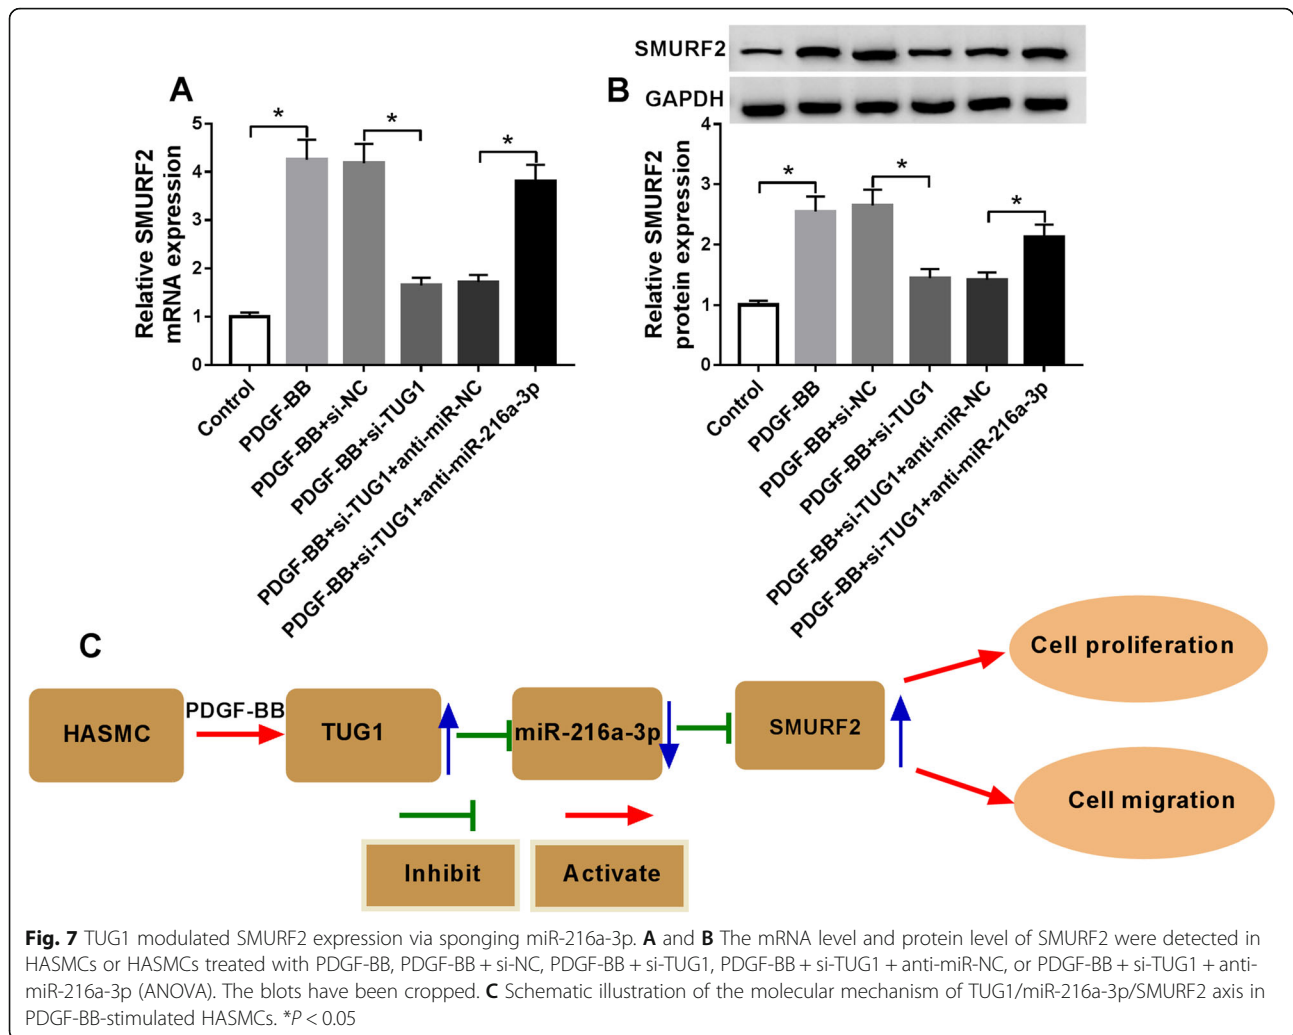 A
Relative SMURF2
mRNA expression
5
4
3
2
1
0
*
*
*
Control
PDGF-BB
PDGF-BB+si-NC
PDGF-BB+si-TUG1
PDGF-BB+si-TUG1+anti-miR-NC
PDGF-BB+si-TUG1+anti-miR-216a-3p
B
SMURF2
GAPDH
Relative SMURF2
protein expression
4
3
2
1
0
*
*
*
Control
PDGF-BB
PDGF-BB+si-NC
PDGF-BB+si-TUG1
PDGF-BB+si-TUG1+anti-miR-NC
PDGF-BB+si-TUG1+anti-miR-216a-3p
C
HASMC
PDGF-BB
TUG1
miR-216a-3p
SMURF2
Cell proliferation
Cell migration
Inhibit
Activate
Fig. 7 TUG1 modulated SMURF2 expression via sponging miR-216a-3p. A and B The mRNA level and protein level of SMURF2 were detected in
HASMCs or HASMCs treated with PDGF-BB, PDGF-BB + si-NC, PDGF-BB + si-TUG1, PDGF-BB + si-TUG1 + anti-miR-NC, or PDGF-BB + si-TUG1 + anti-
miR-216a-3p (ANOVA). The blots have been cropped. C Schematic illustration of the molecular mechanism of TUG1/miR-216a-3p/SMURF2 axis in
PDGF-BB-stimulated HASMCs. *P < 0.05